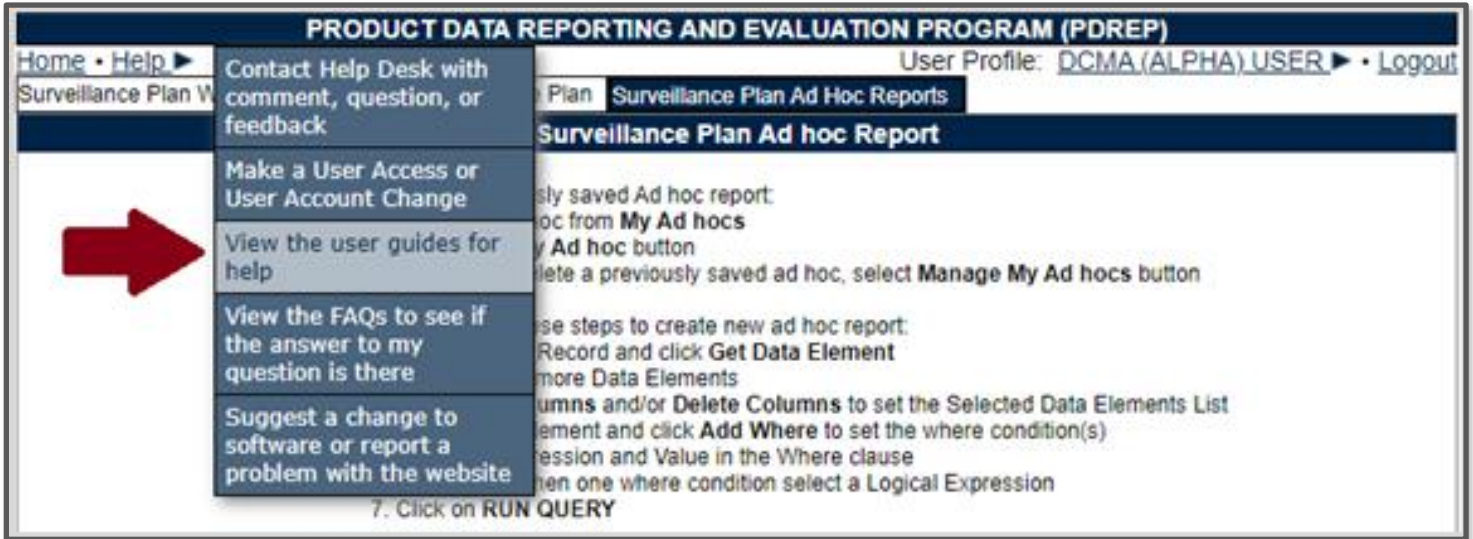 PRODUCT DATA REPORTING AND EVALUATION PROGRAM (PDREP)
Home • Help ▶ User Profile: DCMA (ALPHA) USER ▶ • Logout
Surveillance Plan W Plan Surveillance Plan Ad Hoc Reports
Surveillance Plan Ad hoc Report
Contact Help Desk with
comment, question, or
feedback
Make a User Access or
User Account Change
View the user guides for
help
View the FAQs to see if
the answer to my
question is there
Suggest a change to
software or report a
problem with the website
sly saved Ad hoc report:
oc from My Ad hocs
y Ad hoc button
lete a previously saved ad hoc, select Manage My Ad hocs button
se steps to create new ad hoc report:
Record and click Get Data Element
more Data Elements
umns and/or Delete Columns to set the Selected Data Elements List
ement and click Add Where to set the where condition(s)
ession and Value in the Where clause
en one where condition select a Logical Expression
7. Click on RUN QUERY